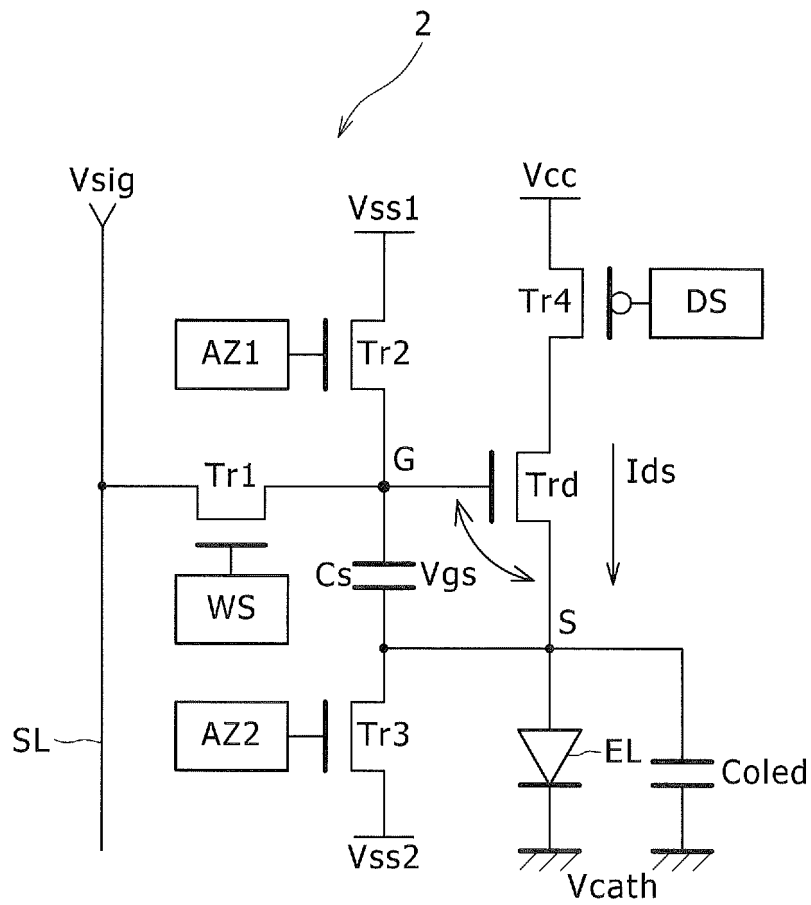 2
Vsig
Vcc
Vss1
Tr4
DS
AZ1
Tr2
G
Tr1
Trd
Ids
Cs
Vgs
WS
S
SL
AZ2
Tr3
EL
Coled
Vss2
Vcath